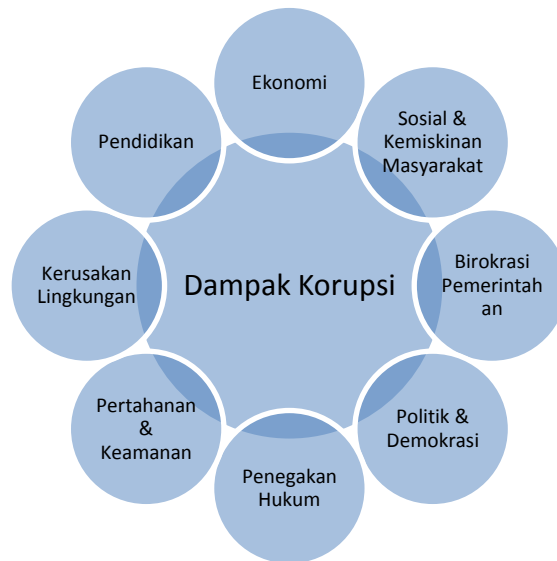 Ekonomi
Sosial &
Kemiskinan
Masyarakat
Birokrasi
Pemerintah
an
Politik &
Demokrasi
Penegakan
Hukum
Pertahanan
&
Keamanan
Kerusakan
Lingkungan
Pendidikan
Dampak Korupsi